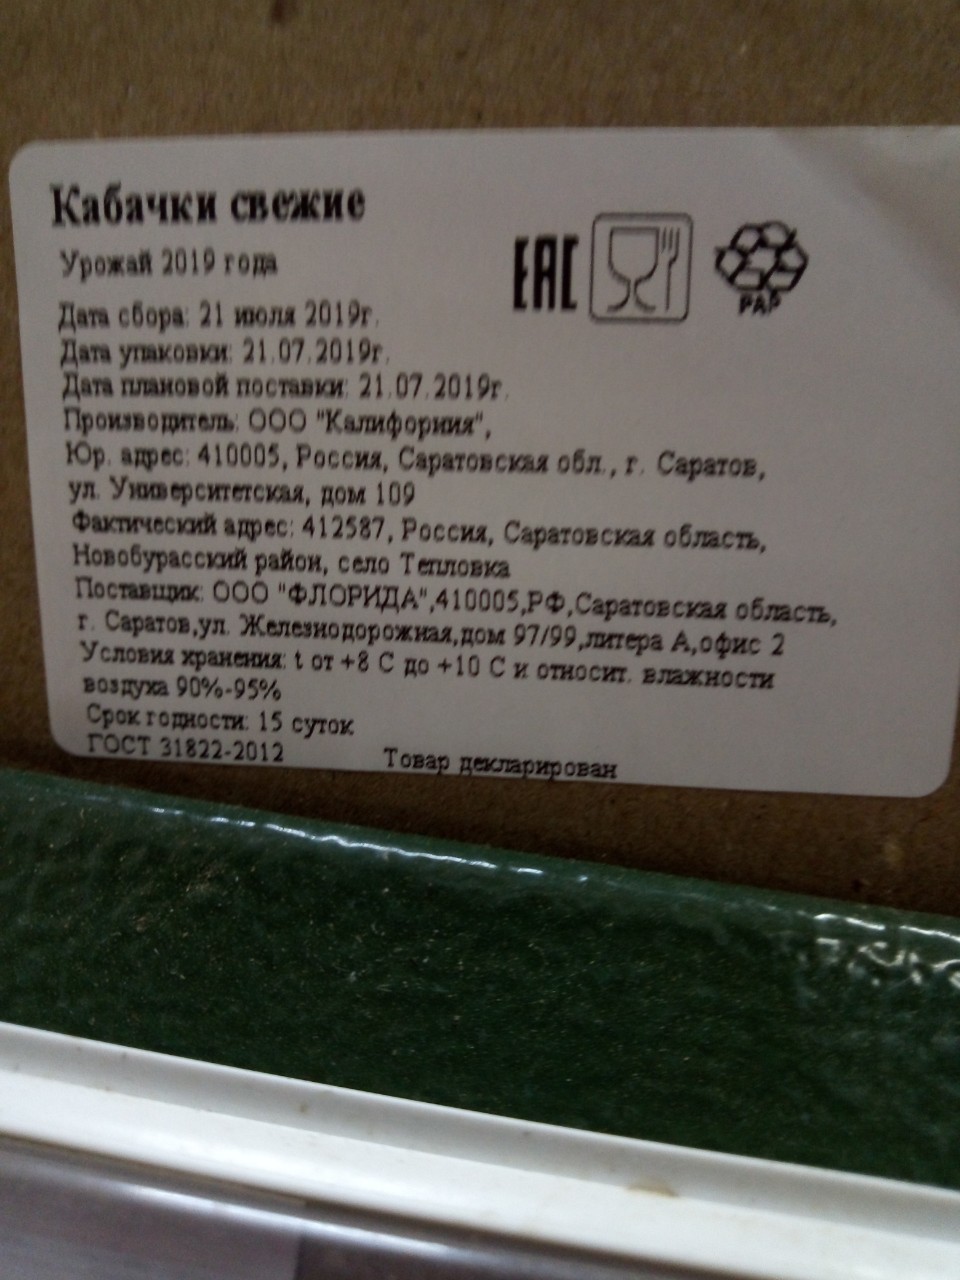 Кабачки свежие
Урожай 2019 года
EAC
PAP
Дата сбора: 21 июля 2019г.
Дата упаковки: 21.07.2019г.
Дата плановой поставки: 21.07.2019г.
Производитель: ООО "Калифорния",
Юр. адрес: 410005, Россия, Саратовская обл., г. Саратов,
ул. Университетская, дом 109
Фактический адрес: 412587, Россия, Саратовская область,
Новобурасский район, село Тепловка
Поставщик: ООО "ФЛОРИДА",410005,РФ,Саратовская область,
г. Саратов,ул. Железнодорожная,дом 97/99,литера А,офис 2
Условия хранения: t от +8 С до +10 С и относит. влажности
воздуха 90%-95%
Срок годности: 15 суток
ГОСТ 31822-2012 Товар декларирован